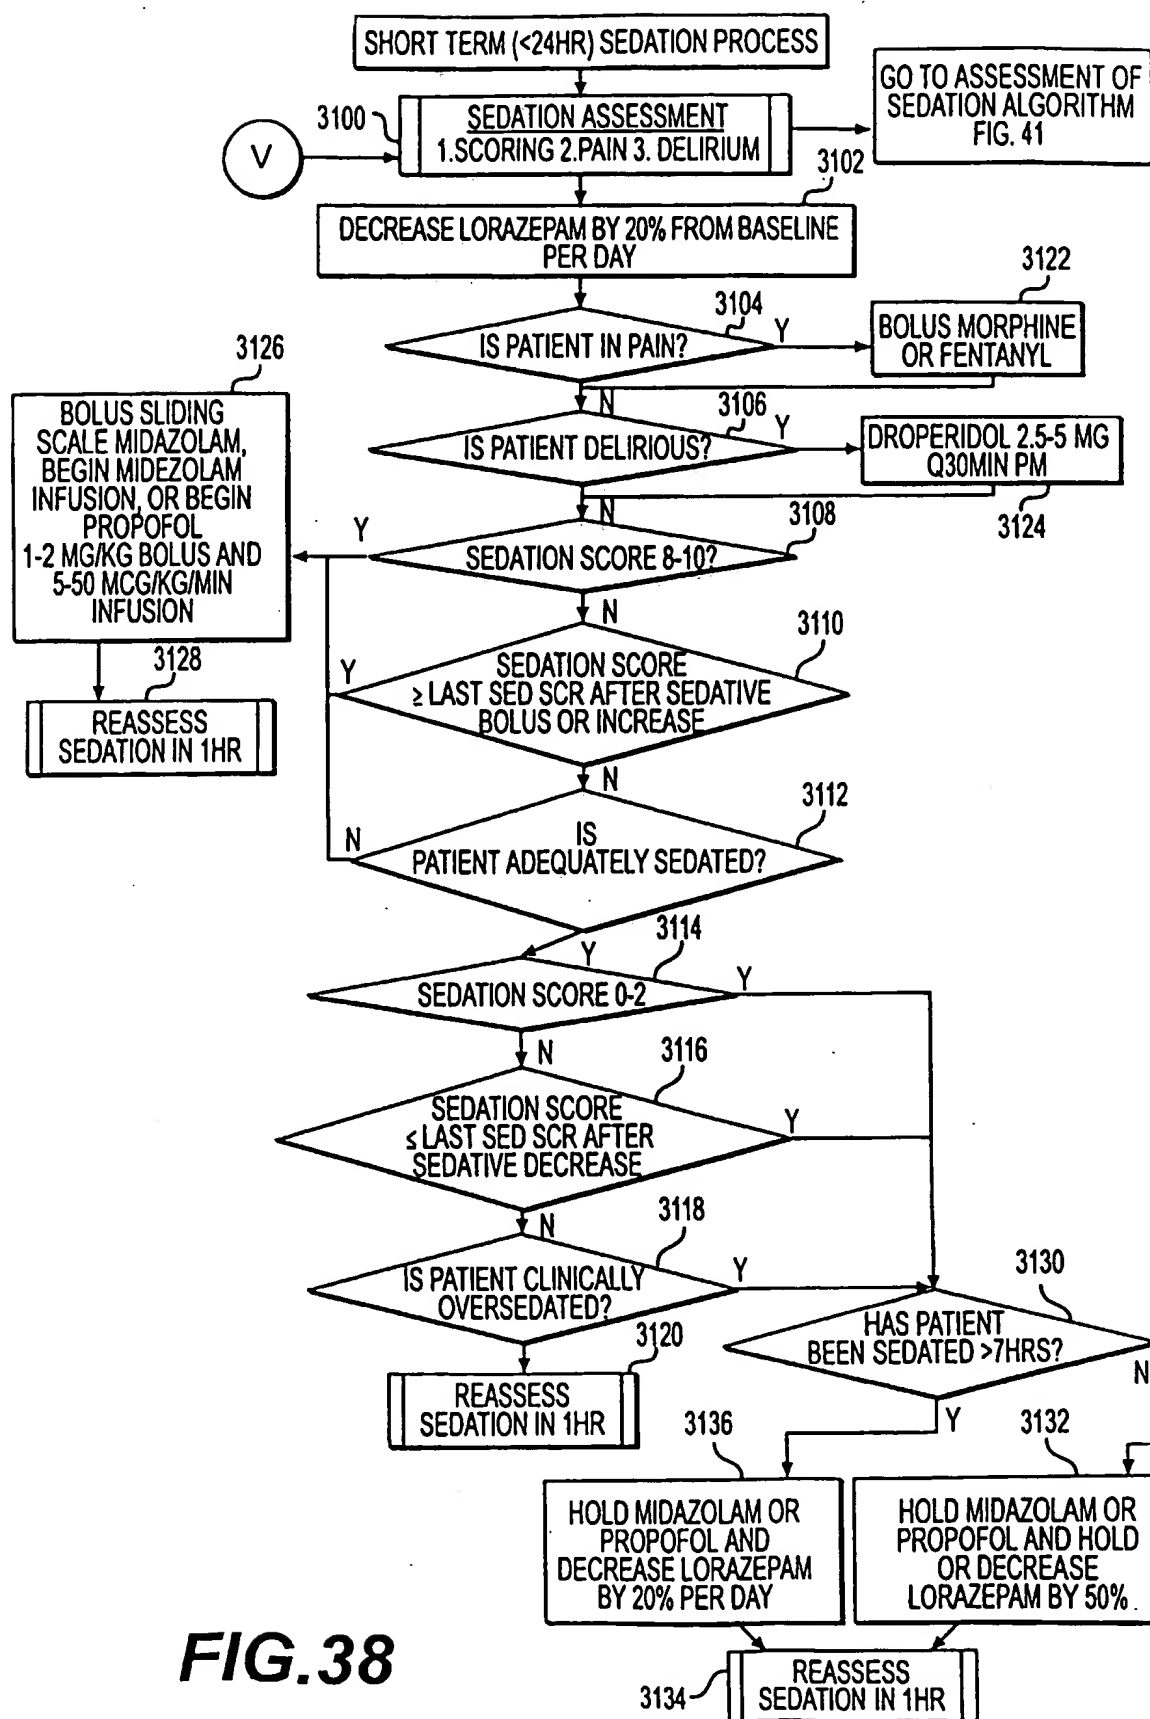 SHORT TERM (<24HR) SEDATION PROCESS
GO TO ASSESSMENT OF
SEDATION ALGORITHM
FIG. 41
3100
SEDATION ASSESSMENT
1.SCORING 2.PAIN 3. DELIRIUM
V
3102
DECREASE LORAZEPAM BY 20% FROM BASELINE
PER DAY
3104
IS PATIENT IN PAIN?
Y
3122
BOLUS MORPHINE
OR FENTANYL
N
3106
IS PATIENT DELIRIOUS?
Y
DROPERIDOL 2.5-5 MG
Q30MIN PM
3124
N
3108
SEDATION SCORE 8-10?
Y
3126
BOLUS SLIDING
SCALE MIDAZOLAM,
BEGIN MIDEZOLAM
INFUSION, OR BEGIN
PROPOFOL
1-2 MG/KG BOLUS AND
5-50 MCG/KG/MIN
INFUSION
3128
REASSESS
SEDATION IN 1HR
N
3110
SEDATION SCORE
≥ LAST SED SCR AFTER SEDATIVE
BOLUS OR INCREASE
Y
N
3112
IS
PATIENT ADEQUATELY SEDATED?
N
Y
3114
SEDATION SCORE 0-2
Y
N
3116
SEDATION SCORE
≤ LAST SED SCR AFTER
SEDATIVE DECREASE
Y
N
3118
IS PATIENT CLINICALLY
OVERSEDATED?
Y
3120
REASSESS
SEDATION IN 1HR
3130
HAS PATIENT
BEEN SEDATED >7HRS?
N
Y
3136
HOLD MIDAZOLAM OR
PROPOFOL AND
DECREASE LORAZEPAM
BY 20% PER DAY
3132
HOLD MIDAZOLAM OR
PROPOFOL AND HOLD
OR DECREASE
LORAZEPAM BY 50%.
3134
REASSESS
SEDATION IN 1HR
FIG.38